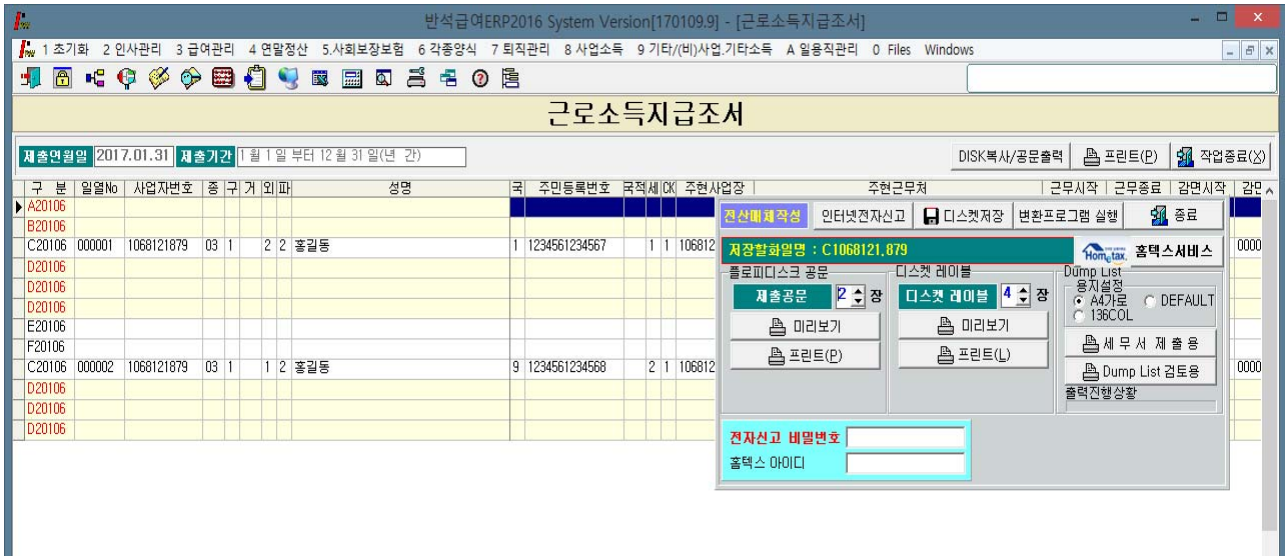 반석급여ERP2016 System Version[170109.9] - [근로소득지급조서]
1 초기화 2 인사관리 3 급여관리 4 연말정산 5.사회보장보험 6 각종양식 7 퇴직관리 8 사업소득 9 기타/(비)사업.기타소득 A 일용직관리 0 Files Windows
근로소득지급조서
제출연월일 2017.01.31 제출기간 1 월 1 일 부터 12 월 31 일(년 간) DISK복사/공문출력 프린트(P) 작업종료(X)
구 분 일열No 사업자번호 종 구 거 외 파 성명 국 주민등록번호 국적 세 CK 주현사업장 주현근무처 근무시작 근무종료 감면시작 감면
A20106
B20106
C20106 000001 1068121879 03 1 2 2 홍길동 1 1234561234567 1 1 106812 0000
D20106
D20106
D20106
E20106
F20106
C20106 000002 1068121879 03 1 1 2 홍길동 9 1234561234568 2 1 106812 0000
D20106
D20106
D20106
전산매체작성 인터넷전자신고 디스켓저장 변환프로그램 실행 종료
저장할화일명 : C1068121.879 Hometax. 홈텍스서비스
플로피디스크 공문 디스켓 레이블 Dump List
용지설정
제출공문 2 장 디스켓 레이블 4 장 A4가로 DEFAULT
136COL
미리보기 미리보기
세 무 서 제 출 용
프린트(P) 프린트(L)
Dump List 검토용
출력진행상황
전자신고 비밀번호
홈텍스 아이디